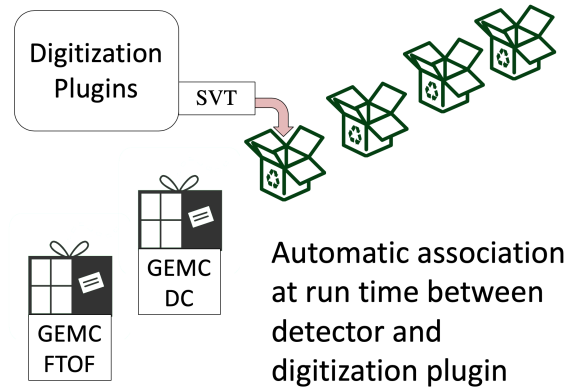 Digitization
Plugins
SVT
GEMC
DC
GEMC
FTOF
Automatic association
at run time between
detector and
digitization plugin